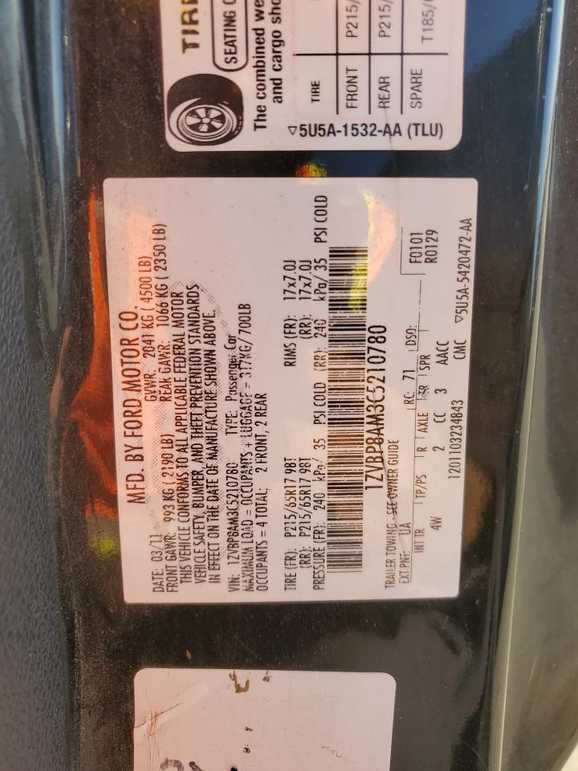 TIRE
SEATING
The combined we
and cargo sho
TIRE
FRONT P215/
REAR P215/
SPARE T185/
▽5U5A-1532-AA (TLU)
MFD. BY FORD MOTOR CO.
DATE: 03/11 GVWR: 2041 KG ( 4500 LB)
FRONT GAWR: 993 KG ( 2190 LB) REAR GAWR: 1066 KG ( 2350 LB)
THIS VEHICLE CONFORMS TO ALL APPLICABLE FEDERAL MOTOR
VEHICLE SAFETY, BUMPER, AND THEFT PREVENTION STANDARDS
IN EFFECT ON THE DATE OF MANUFACTURE SHOWN ABOVE.
VIN: 1ZVBP8AM3C5210780 TYPE: Passenger Car
MAXIMUM LOAD = OCCUPANTS + LUGGAGE = 317KG/700LB
OCCUPANTS = 4 TOTAL: 2 FRONT, 2 REAR
TIRE (FR): P215/65R17 98T RIMS (FR): 17x7.0J
(RR): P215/65R17 98T (RR): 17x7.0J
PRESSURE (FR): 240 kPa/ 35 PSI COLD (RR): 240 kPa/ 35 PSI COLD
1ZVBP8AM3C5210780
TRAILER TOWING - SEE OWNER GUIDE
F0101
R0129
EXT PNT: UA RC: 71 DSO:
INT TR TP/PS R AXLE TR SPR
4W 2 CC 3 AACC
1201103234843 CMC ▽5U5A-5420472-AA